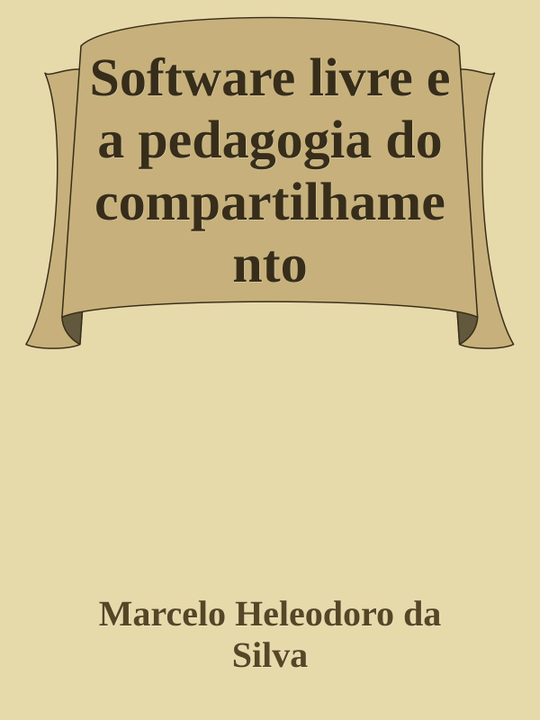 Software livre e
a pedagogia do
compartilhame
nto
Marcelo Heleodoro da
Silva